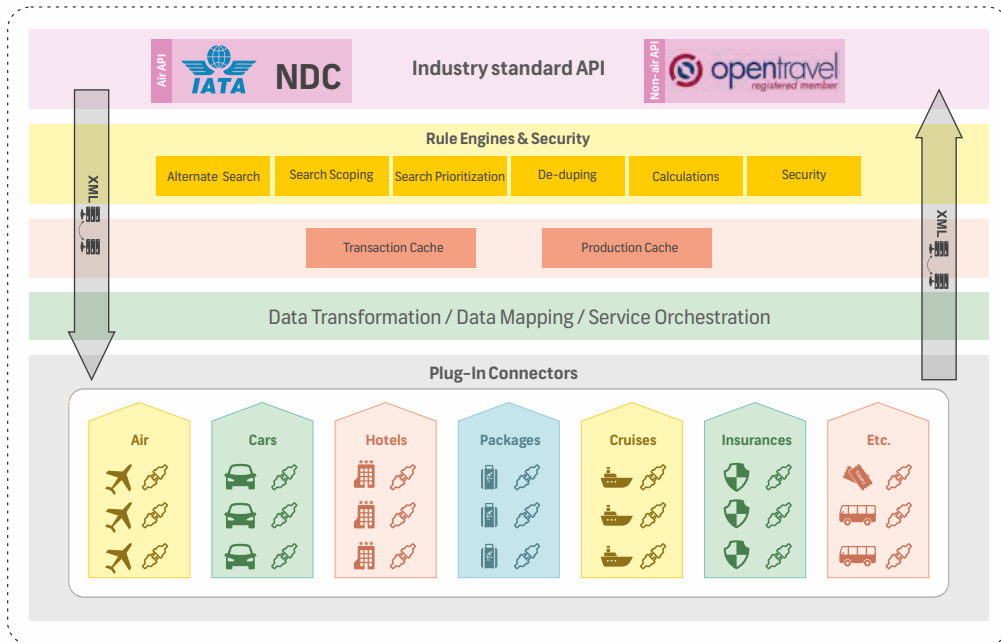 Air API
IATA
NDC
Industry standard API
Non-air API
opentravel
registered member
Rule Engines & Security
Alternate Search
Search Scoping
Search Prioritization
De-duping
Calculations
Security
XML
XML
Transaction Cache
Production Cache
Data Transformation / Data Mapping / Service Orchestration
Plug-In Connectors
Air
Cars
Hotels
Packages
Cruises
Insurances
Etc.